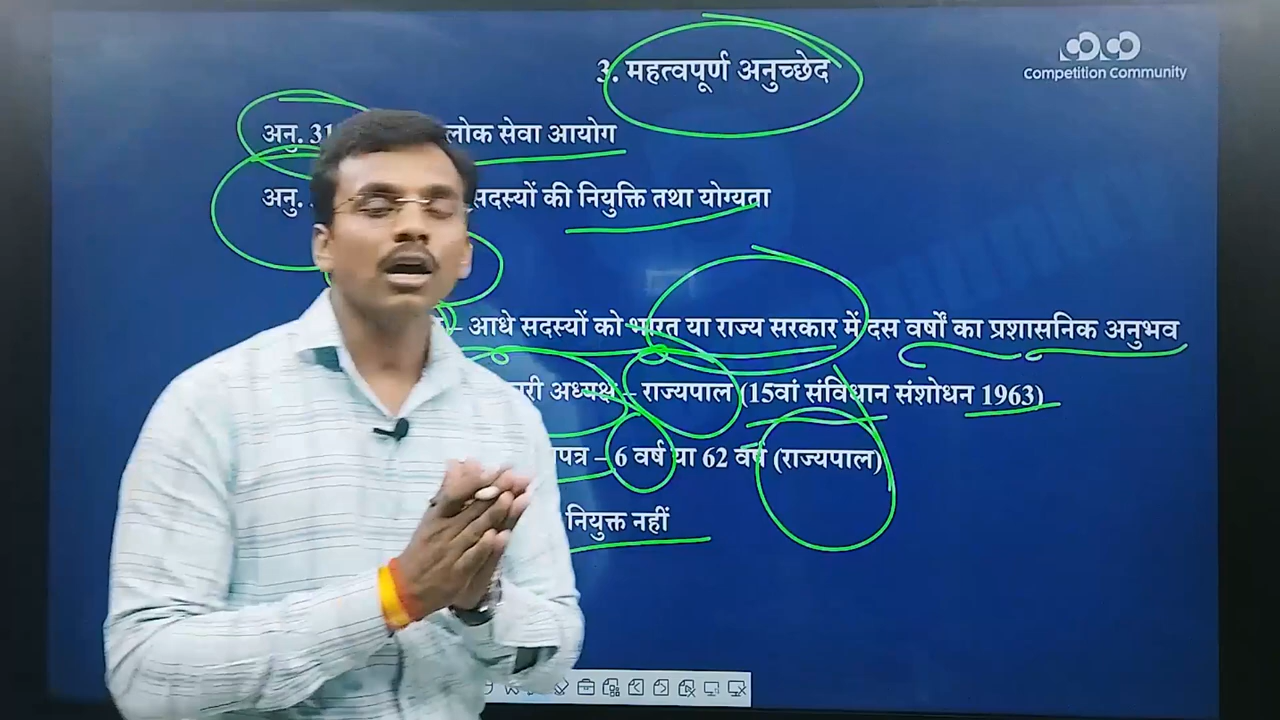 3. महत्वपूर्ण अनुच्छेद
Competition Community
अनु. 31 लोक सेवा आयोग
अनु. सदस्यों की नियुक्ति तथा योग्यता
– आधे सदस्यों को भारत या राज्य सरकार में दस वर्षों का प्रशासनिक अनुभव
अध्यक्ष – राज्यपाल (15वां संविधान संशोधन 1963)
– 6 वर्ष या 62 वर्ष (राज्यपाल)
नियुक्त नहीं